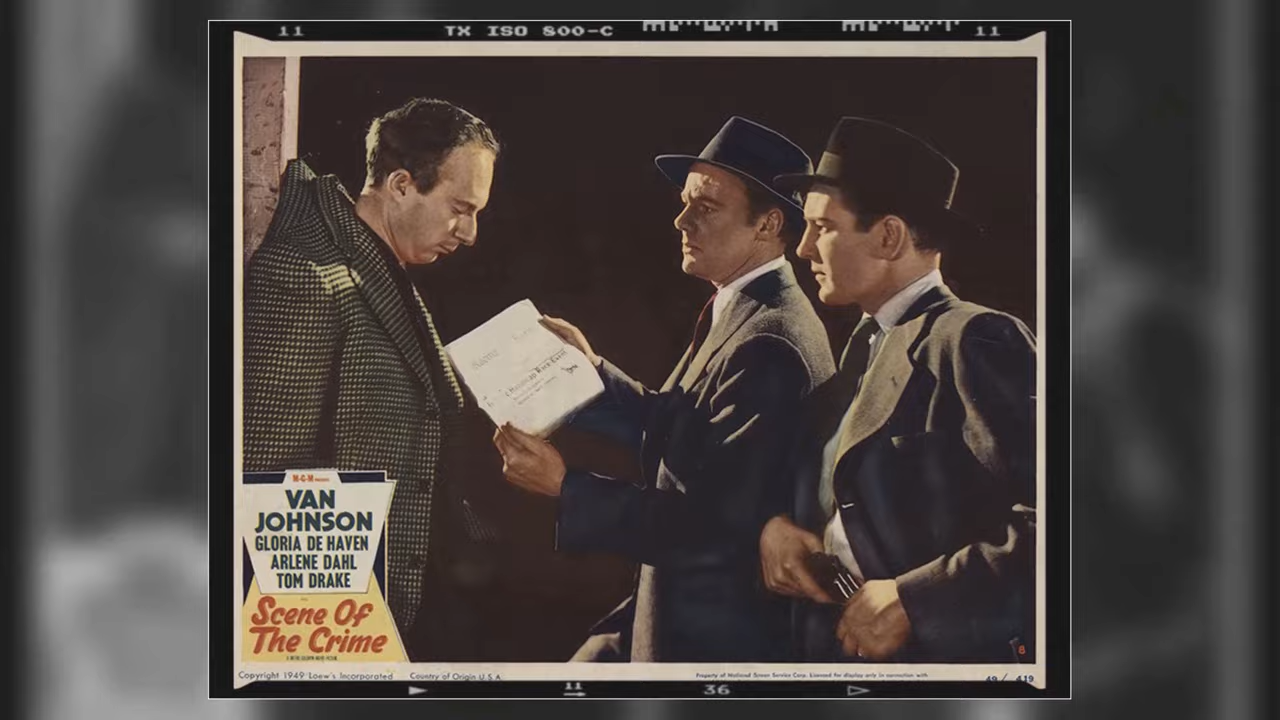 11 TX ISO 800-C 11
M-G-M PRESENTS
VAN
JOHNSON
GLORIA DE HAVEN
ARLENE DAHL
TOM DRAKE
Scene Of
The Crime
8
Copyright 1949 Loew's Incorporated Country of Origin U.S.A. Property of National Screen Service Corp. Licensed for display only in connection with
49 / 419
11 36